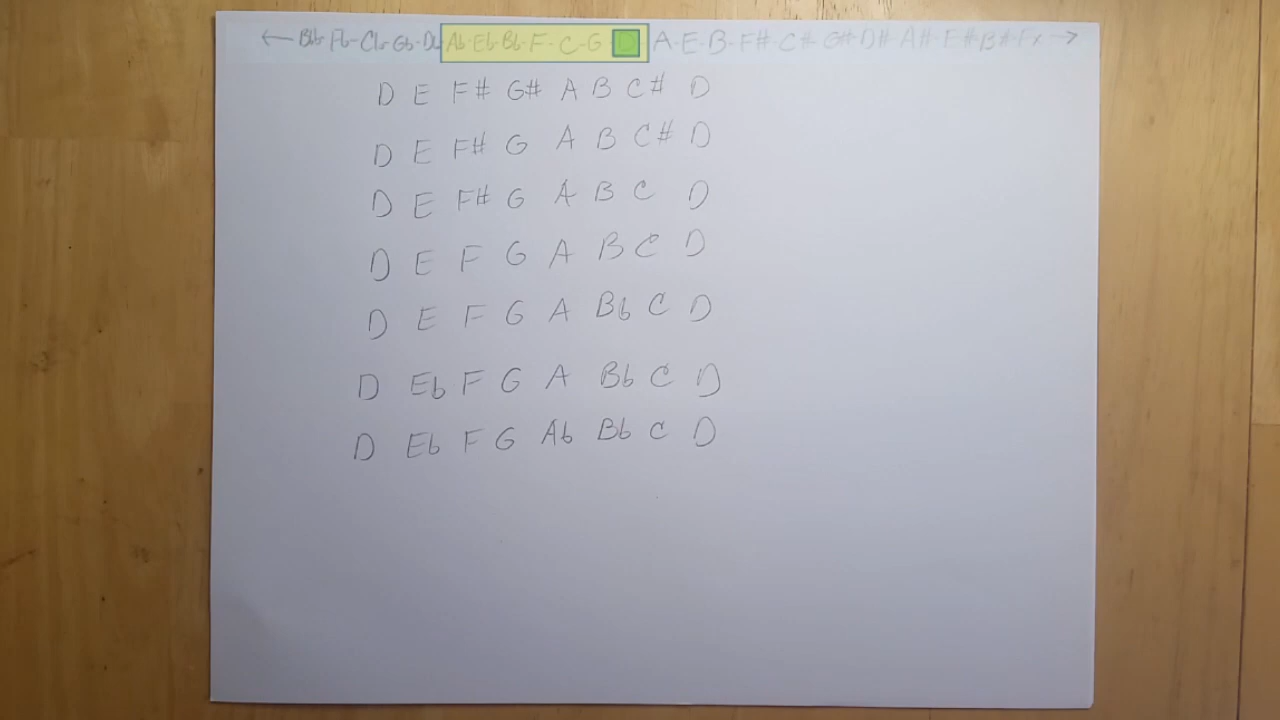 ← Bbb-Fb-Cb-Gb-Db-Ab-Eb-Bb-F-C-G D A-E-B-F#-C#-G#-D#-A#-E#-B#-Fx→
D E F# G# A B C# D
D E F# G A B C# D
D E F# G A B C D
D E F G A B C D
D E F G A Bb C D
D Eb F G A Bb C D
D Eb F G Ab Bb C D